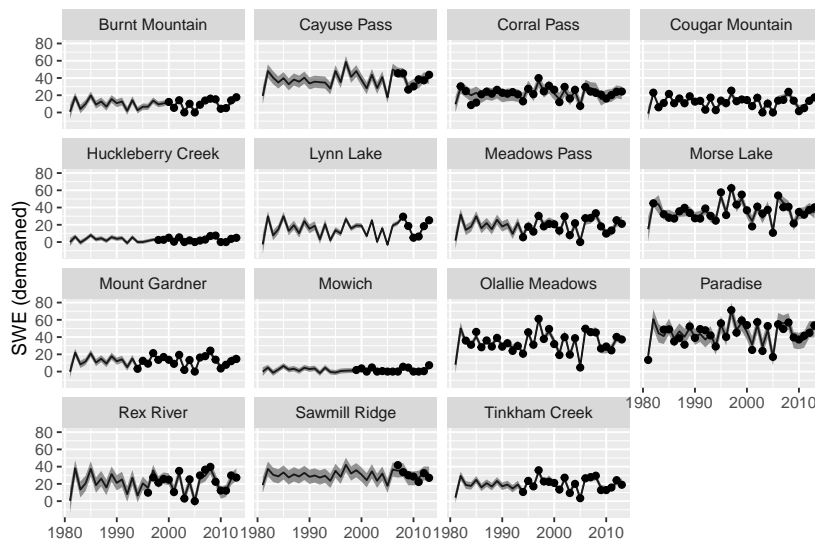 Burnt Mountain Cayuse Pass Corral Pass Cougar Mountain
80
60
40
20
0
Huckleberry Creek Lynn Lake Meadows Pass Morse Lake
80
60
40
20
0
Mount Gardner Mowich Olallie Meadows Paradise
80
60
40
20
0
1980 1990 2000 2010
Rex River Sawmill Ridge Tinkham Creek
80
60
40
20
0
1980 1990 2000 2010 1980 1990 2000 2010 1980 1990 2000 2010
SWE (demeaned)